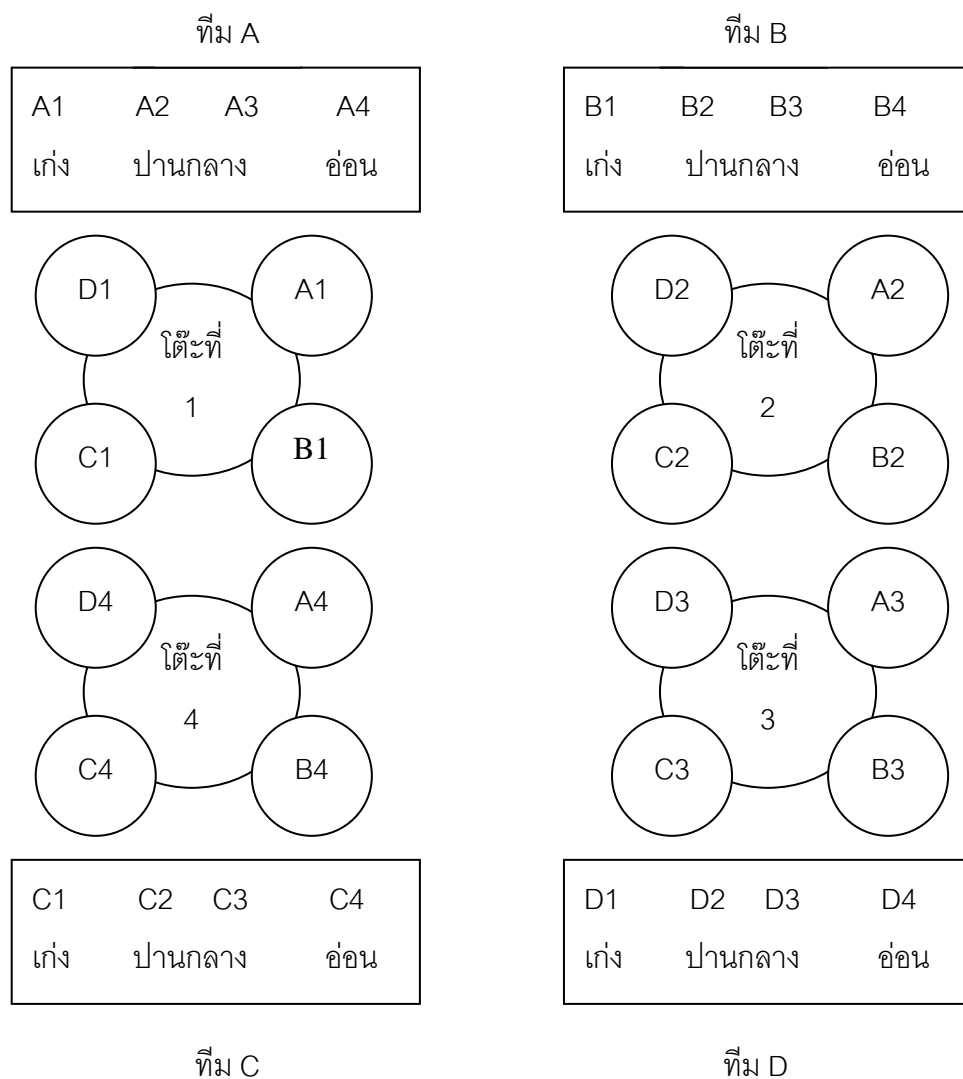 ทีม A ทีม B
A1 A2 A3 A4 B1 B2 B3 B4
เก่ง ปานกลาง อ่อน เก่ง ปานกลาง อ่อน
D1 A1 D2 A2
โต๊ะที่ โต๊ะที่
1 2
C1 B1 C2 B2
D4 A4 D3 A3
โต๊ะที่ โต๊ะที่
4 3
C4 B4 C3 B3
C1 C2 C3 C4 D1 D2 D3 D4
เก่ง ปานกลาง อ่อน เก่ง ปานกลาง อ่อน
ทีม C ทีม D